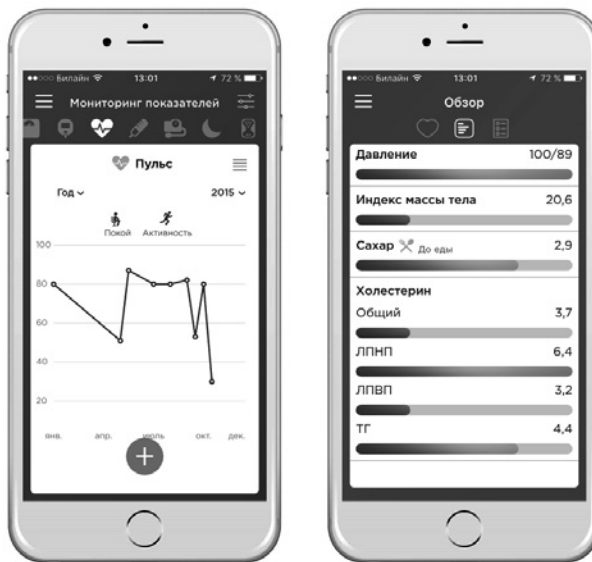 Билайн 13:01 72 %
Мониторинг показателей
Пульс
Год 2015
Покой Активность
100
80
60
40
20
янв. апр. июль окт. дек.
Билайн 13:01 72 %
Обзор
Давление 100/89
Индекс массы тела 20,6
Сахар До еды 2,9
Холестерин
Общий 3,7
ЛПНП 6,4
ЛПВП 3,2
ТГ 4,4